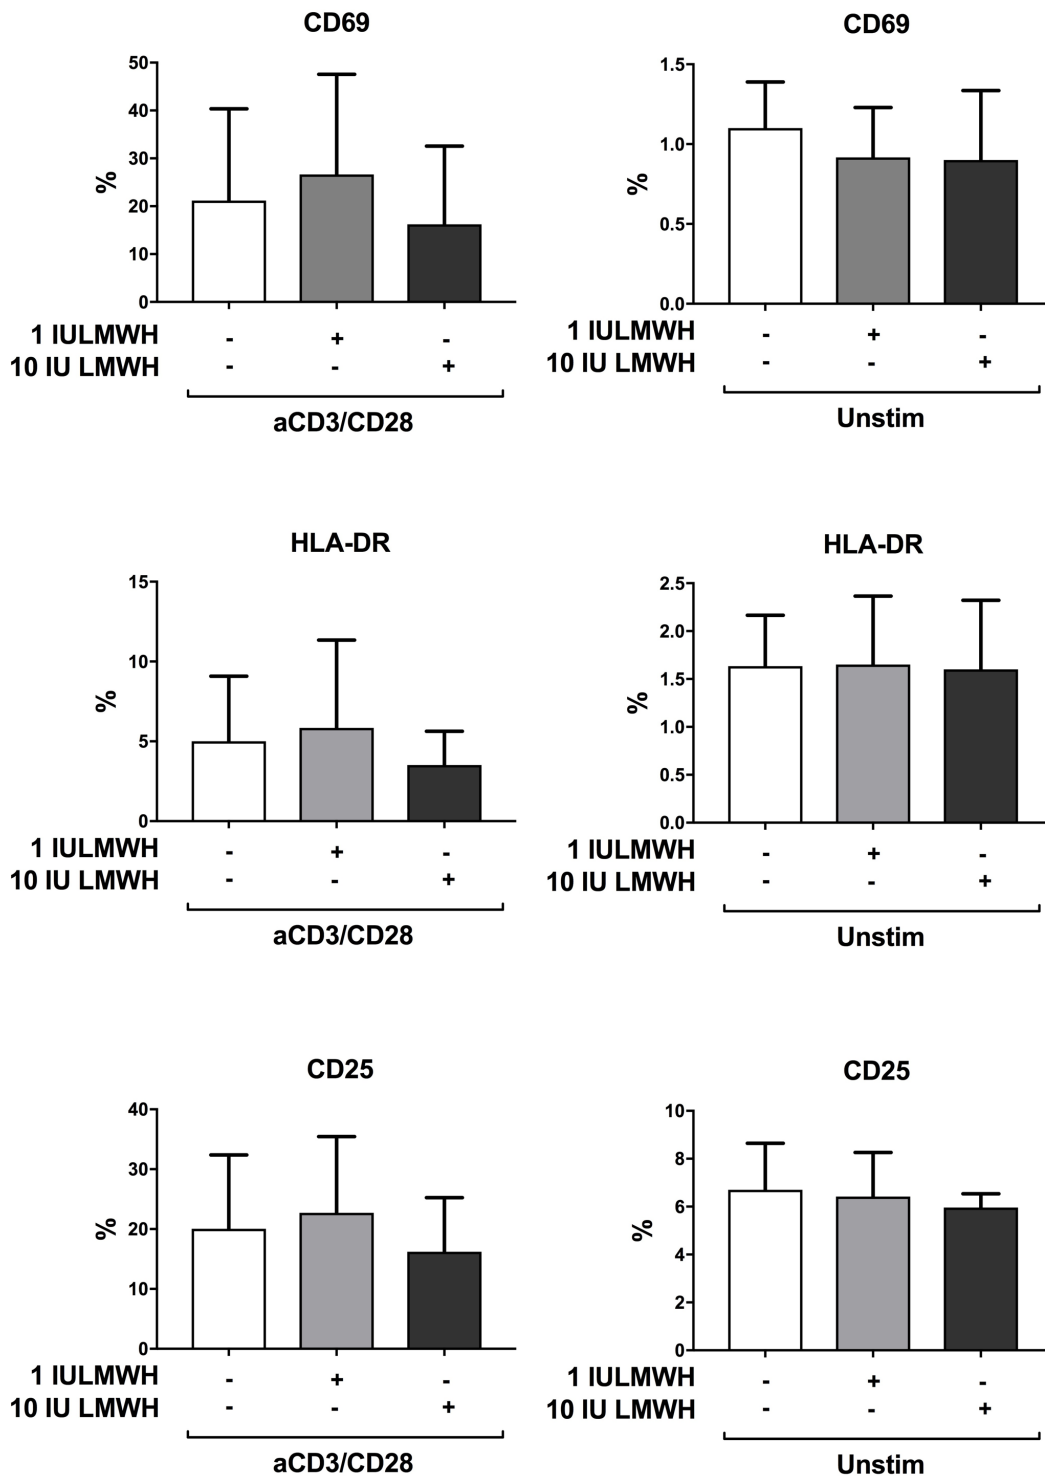 CD69
50
40
30
20
10
0
%
1 IULMWH - + -
10 IU LMWH - - +
aCD3/CD28
CD69
1.5
1.0
0.5
0.0
%
1 IULMWH - + -
10 IU LMWH - - +
Unstim
HLA-DR
15
10
5
0
%
1 IULMWH - + -
10 IU LMWH - - +
aCD3/CD28
HLA-DR
2.5
2.0
1.5
1.0
0.5
0.0
%
1 IULMWH - + -
10 IU LMWH - - +
Unstim
CD25
40
30
20
10
0
%
1 IULMWH - + -
10 IU LMWH - - +
aCD3/CD28
CD25
10
8
6
4
2
0
%
1 IULMWH - + -
10 IU LMWH - - +
Unstim